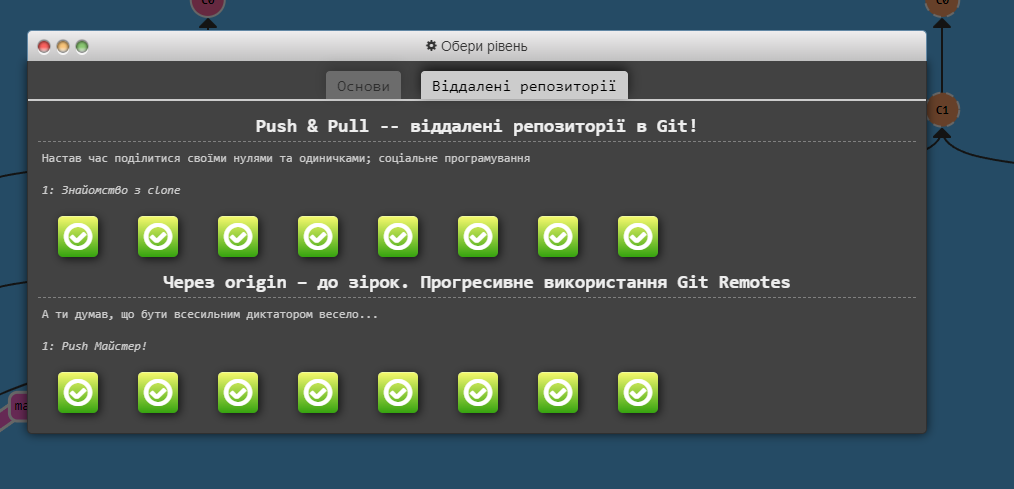 C0
C0
Обери рівень
Основи
Віддалені репозиторії
C1
Push & Pull -- віддалені репозиторії в Git!
Настав час поділитися своїми нулями та одиничками; соціальне програмування
1: Знайомство з clone
Через origin – до зірок. Прогресивне використання Git Remotes
А ти думав, що бути всесильним диктатором весело...
1: Push Майстер!